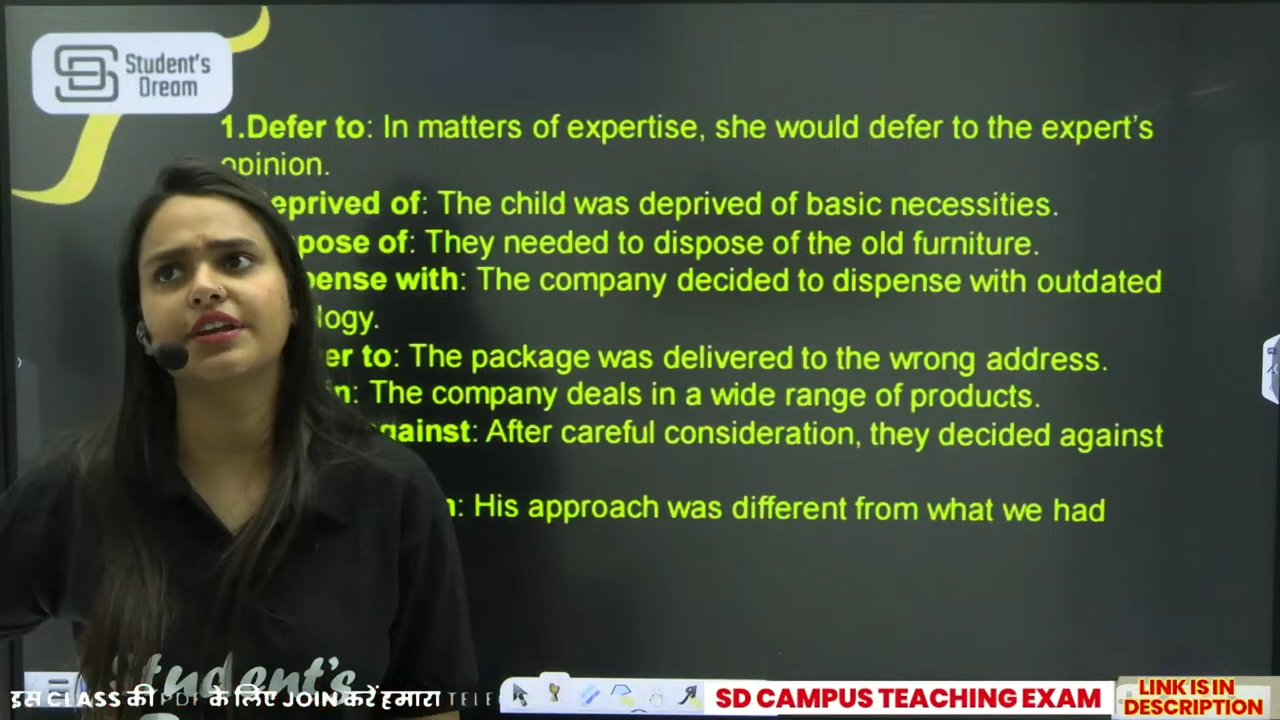 Student's
Dream
1.Defer to: In matters of expertise, she would defer to the expert's
opinion.
eprived of: The child was deprived of basic necessities.
pose of: They needed to dispose of the old furniture.
pense with: The company decided to dispense with outdated
logy.
er to: The package was delivered to the wrong address.
n: The company deals in a wide range of products.
gainst: After careful consideration, they decided against
: His approach was different from what we had
Student's
इस CLASS की PDF के लिए JOIN करें हमारा TELE
SD CAMPUS TEACHING EXAM
LINK IS IN
DESCRIPTION